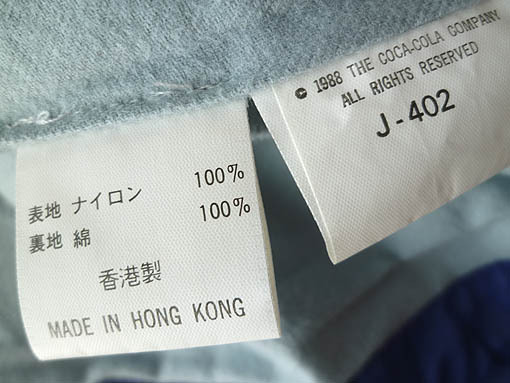 表地 ナイロン 100%
裏地 綿 100%
香港製
MADE IN HONG KONG
© 1988 THE COCA-COLA COMPANY
ALL RIGHTS RESERVED
J-402